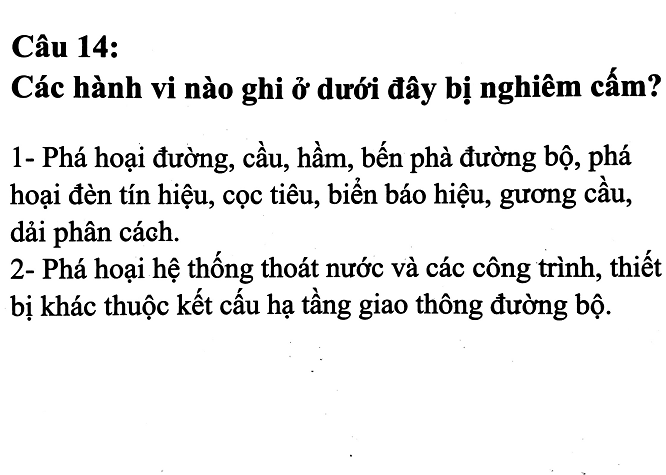 Câu 14:
Các hành vi nào ghi ở dưới đây bị nghiêm cấm?
1- Phá hoại đường, cầu, hầm, bến phà đường bộ, phá
hoại đèn tín hiệu, cọc tiêu, biển báo hiệu, gương cầu,
dải phân cách.
2- Phá hoại hệ thống thoát nước và các công trình, thiết
bị khác thuộc kết cấu hạ tầng giao thông đường bộ.